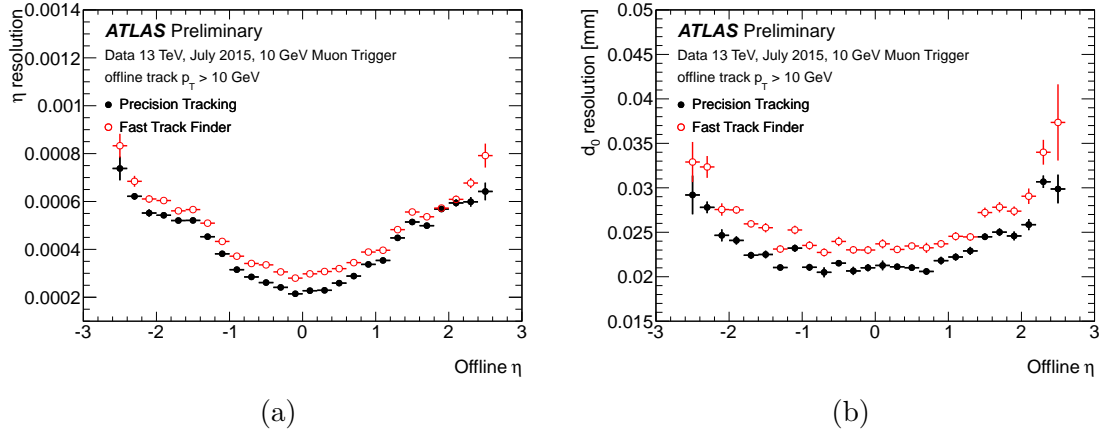 η resolution
0.0014
0.0012
0.001
0.0008
0.0006
0.0004
0.0002
−3
−2
−1
0
1
2
3
Offline η
ATLAS Preliminary
Data 13 TeV, July 2015, 10 GeV Muon Trigger
offline track p_T > 10 GeV
Precision Tracking
Fast Track Finder
(a)
d_0 resolution [mm]
0.05
0.045
0.04
0.035
0.03
0.025
0.02
0.015
−3
−2
−1
0
1
2
3
Offline η
ATLAS Preliminary
Data 13 TeV, July 2015, 10 GeV Muon Trigger
offline track p_T > 10 GeV
Precision Tracking
Fast Track Finder
(b)